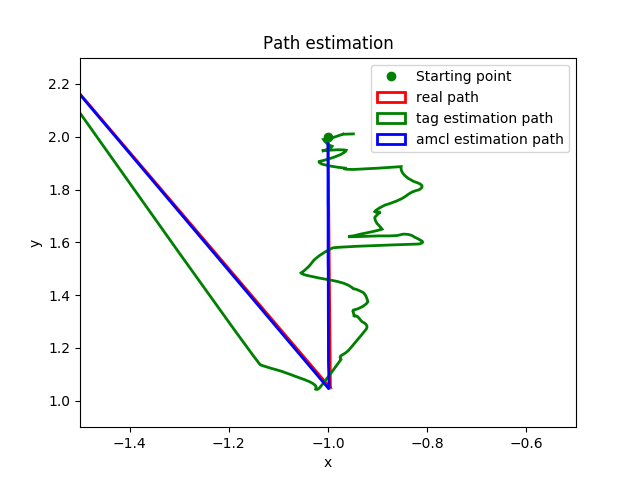 Path estimation
Starting point
real path
tag estimation path
amcl estimation path
y
2.2
2.0
1.8
1.6
1.4
1.2
1.0
−1.4
−1.2
−1.0
−0.8
−0.6
x